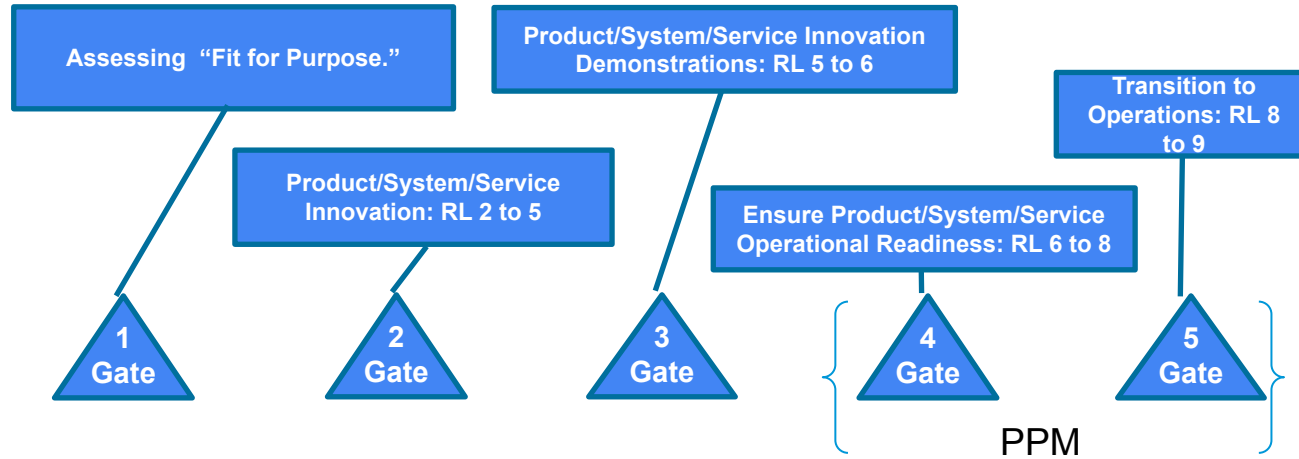 Assessing “Fit for Purpose.”
Product/System/Service Innovation
Demonstrations: RL 5 to 6
Transition to
Operations: RL 8
to 9
Product/System/Service
Innovation: RL 2 to 5
Ensure Product/System/Service
Operational Readiness: RL 6 to 8
1
Gate
2
Gate
3
Gate
4
Gate
5
Gate
PPM